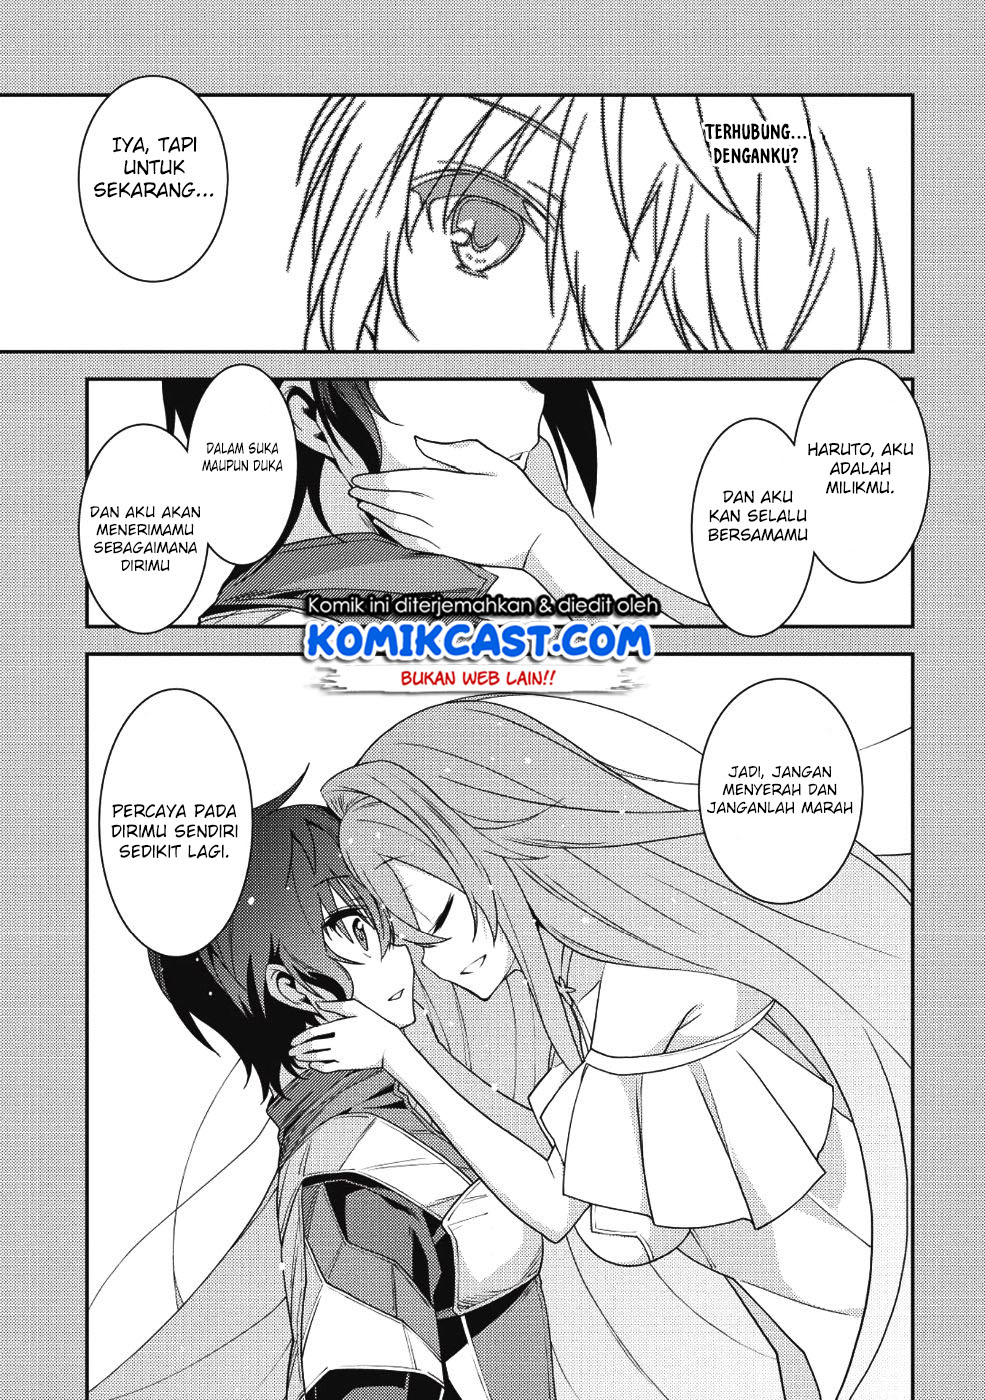 TERHUBUNG...
DENGANKU?
IYA, TAPI
UNTUK
SEKARANG...
HARUTO, AKU
ADALAH
MILIKMU.
DAN AKU
KAN SELALU
BERSAMAMU
DALAM SUKA
MAUPUN DUKA
DAN AKU AKAN
MENERIMAMU
SEBAGAIMANA
DIRIMU
Komik ini diterjemahkan & diedit oleh
KOMIKCAST.COM
BUKAN WEB LAIN!!
JADI, JANGAN
MENYERAH DAN
JANGANLAH MARAH
PERCAYA PADA
DIRIMU SENDIRI
SEDIKIT LAGI.